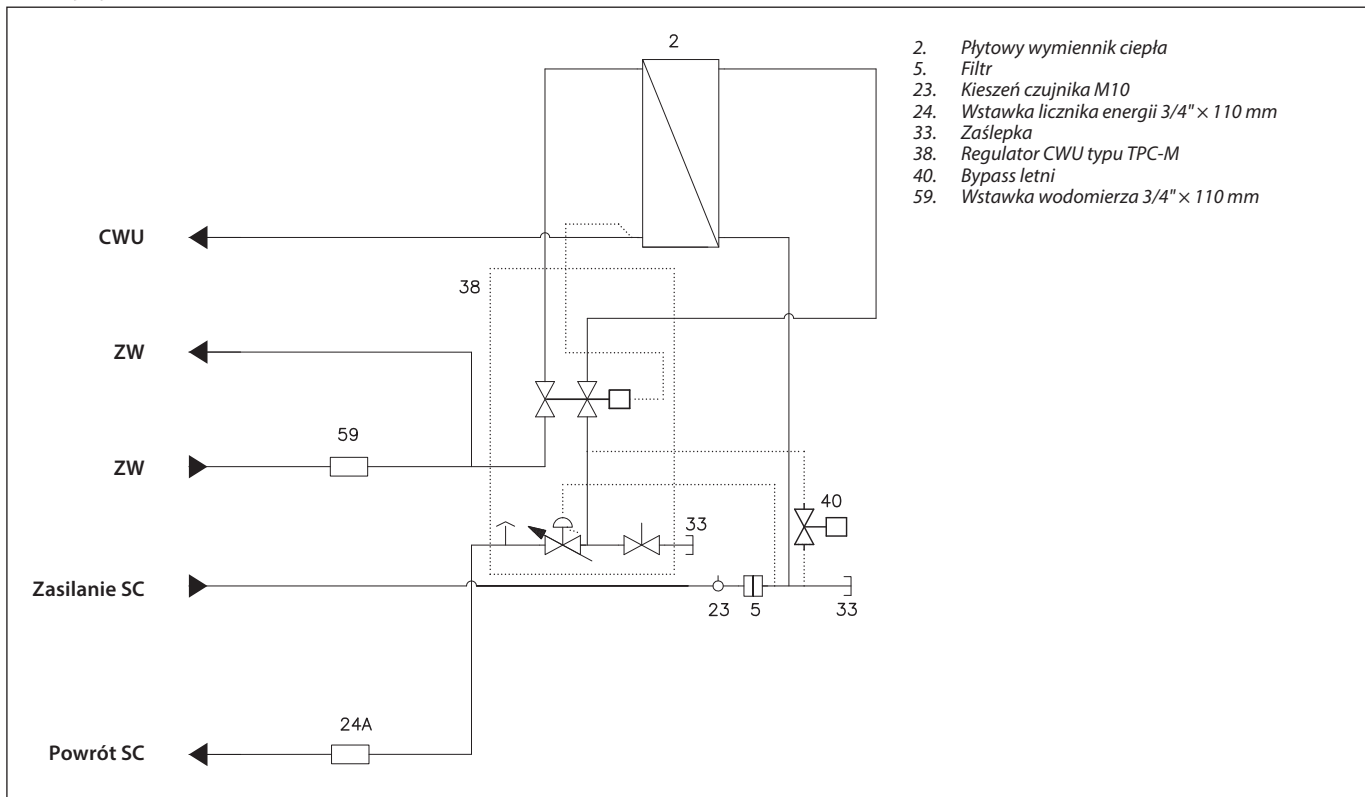 2
2. Płytowy wymiennik ciepła
5. Filtr
23. Kieszeń czujnika M10
24. Wstawka licznika energii 3/4" × 110 mm
33. Zaślepka
38. Regulator CWU typu TPC-M
40. Bypass letni
59. Wstawka wodomierza 3/4" × 110 mm
CWU
38
ZW
59
ZW
40
33
Zasilanie SC
23 5 33
24A
Powrót SC